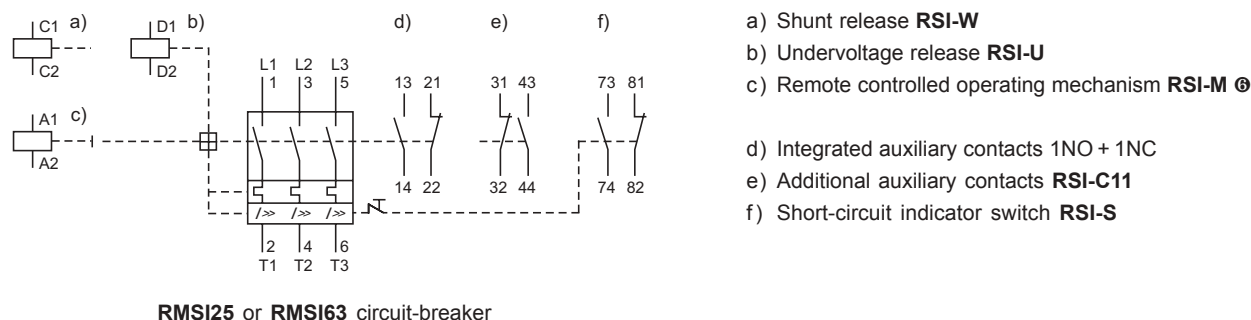 C1 a) D1 b) d) e) f)
C2 D2
L1 L2 L3
1 3 5 13 21 31 43 73 81
A1 c)
A2
14 22 32 44 74 82
/>> />> />>
2 4 6
T1 T2 T3
RMSI25 or RMSI63 circuit-breaker
a) Shunt release RSI-W
b) Undervoltage release RSI-U
c) Remote controlled operating mechanism RSI-M ❻
d) Integrated auxiliary contacts 1NO + 1NC
e) Additional auxiliary contacts RSI-C11
f) Short-circuit indicator switch RSI-S